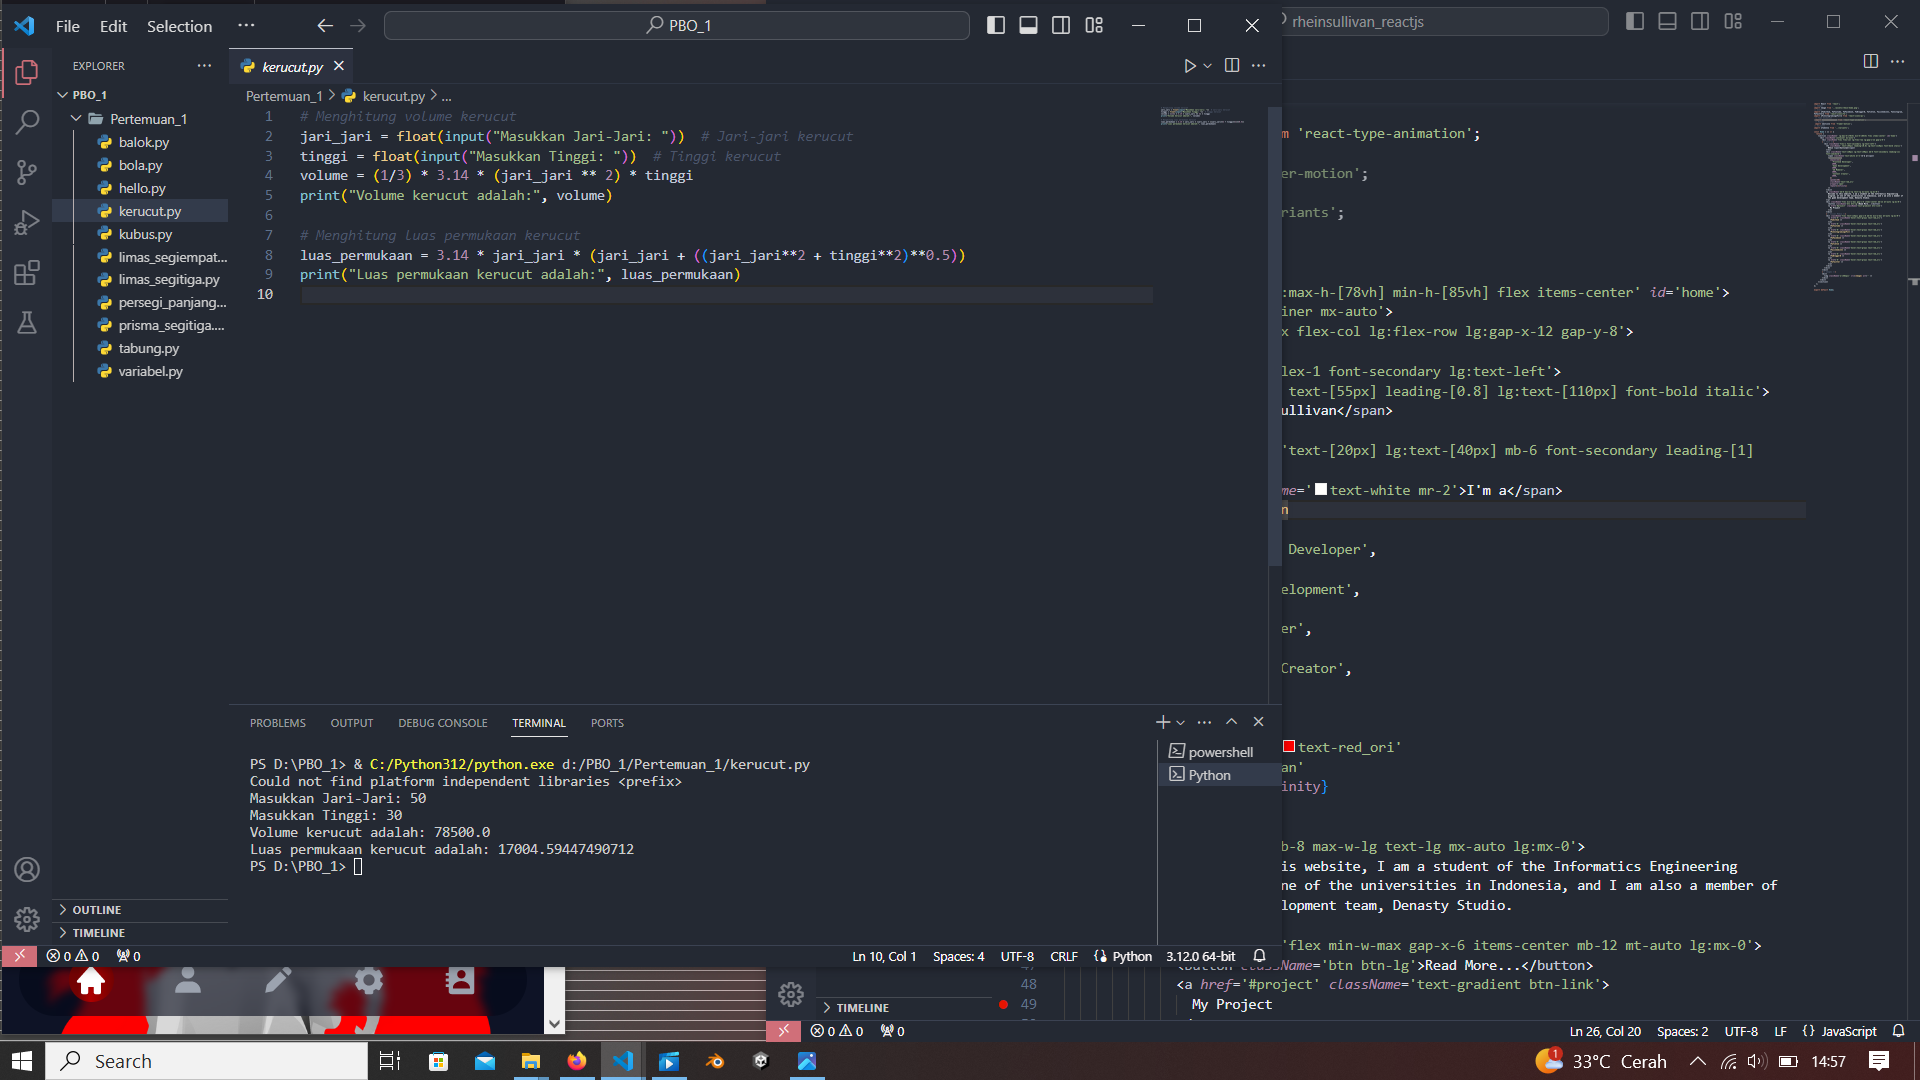 File Edit Selection ··· PBO_1
rheinsullivan_reactjs
EXPLORER ···
kerucut.py
PBO_1
Pertemuan_1
balok.py
bola.py
hello.py
kerucut.py
kubus.py
limas_segiempat...
limas_segitiga.py
persegi_panjang...
prisma_segitiga....
tabung.py
variabel.py
OUTLINE
TIMELINE
Pertemuan_1 > kerucut.py > ...
1 # Menghitung volume kerucut
2 jari_jari = float(input("Masukkan Jari-Jari: ")) # Jari-jari kerucut
3 tinggi = float(input("Masukkan Tinggi: ")) # Tinggi kerucut
4 volume = (1/3) * 3.14 * (jari_jari ** 2) * tinggi
5 print("Volume kerucut adalah:", volume)
6
7 # Menghitung luas permukaan kerucut
8 luas_permukaan = 3.14 * jari_jari * (jari_jari + ((jari_jari**2 + tinggi**2)**0.5))
9 print("Luas permukaan kerucut adalah:", luas_permukaan)
10
PROBLEMS OUTPUT DEBUG CONSOLE TERMINAL PORTS
powershell
Python
PS D:\PBO_1> & C:/Python312/python.exe d:/PBO_1/Pertemuan_1/kerucut.py
Could not find platform independent libraries <prefix>
Masukkan Jari-Jari: 50
Masukkan Tinggi: 30
Volume kerucut adalah: 78500.0
Luas permukaan kerucut adalah: 17004.59447490712
PS D:\PBO_1>
0 0 0 Ln 10, Col 1 Spaces: 4 UTF-8 CRLF Python 3.12.0 64-bit
'react-type-animation';
er-motion';
riants';
:max-h-[78vh] min-h-[85vh] flex items-center' id='home'>
iner mx-auto'>
x flex-col lg:flex-row lg:gap-x-12 gap-y-8'>
lex-1 font-secondary lg:text-left'>
text-[55px] leading-[0.8] lg:text-[110px] font-bold italic'>
ullivan</span>
'text-[20px] lg:text-[40px] mb-6 font-secondary leading-[1]
me='text-white mr-2'>I'm a</span>
n
Developer',
elopment',
er',
Creator',
text-red_ori'
an'
inity}
b-8 max-w-lg text-lg mx-auto lg:mx-0'>
is website, I am a student of the Informatics Engineering
ne of the universities in Indonesia, and I am also a member of
lopment team, Denasty Studio.
'flex min-w-max gap-x-6 items-center mb-12 mt-auto lg:mx-0'>
<button className='btn btn-lg'>Read More...</button>
48 <a href='#project' className='text-gradient btn-link'>
49 My Project
TIMELINE
0 0 0 Ln 26, Col 20 Spaces: 2 UTF-8 LF {} JavaScript
Search
1 33°C Cerah 14:57